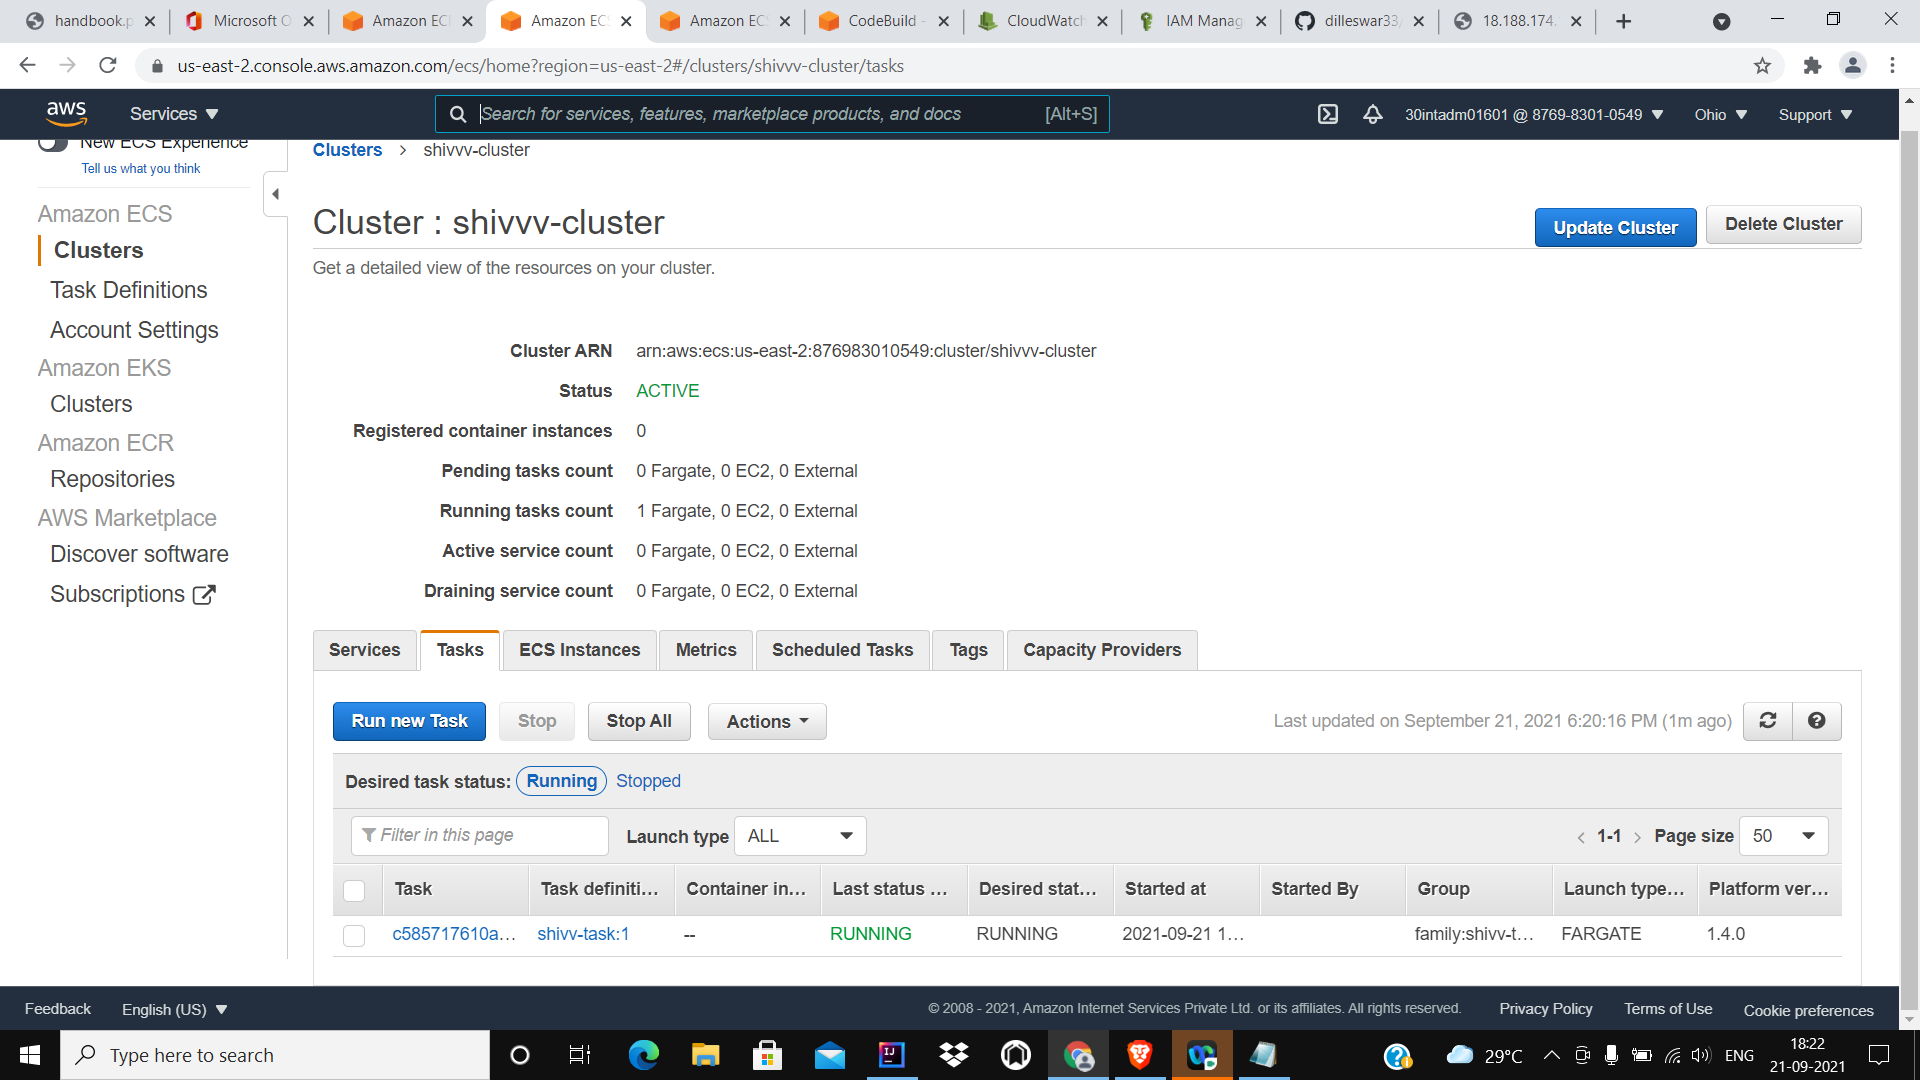 handbook.p
Microsoft O
Amazon EC
Amazon EC
Amazon EC
CodeBuild -
CloudWatch
IAM Manag
dilleswar33
18.188.174.
us-east-2.console.aws.amazon.com/ecs/home?region=us-east-2#/clusters/shivvv-cluster/tasks
aws
Services
Search for services, features, marketplace products, and docs
[Alt+S]
30intadm01601 @ 8769-8301-0549
Ohio
Support
New ECS Experience
Tell us what you think
Amazon ECS
Clusters
Task Definitions
Account Settings
Amazon EKS
Clusters
Amazon ECR
Repositories
AWS Marketplace
Discover software
Subscriptions
Clusters > shivvv-cluster
Cluster : shivvv-cluster
Update Cluster
Delete Cluster
Get a detailed view of the resources on your cluster.
Cluster ARN arn:aws:ecs:us-east-2:876983010549:cluster/shivvv-cluster
Status ACTIVE
Registered container instances 0
Pending tasks count 0 Fargate, 0 EC2, 0 External
Running tasks count 1 Fargate, 0 EC2, 0 External
Active service count 0 Fargate, 0 EC2, 0 External
Draining service count 0 Fargate, 0 EC2, 0 External
Services
Tasks
ECS Instances
Metrics
Scheduled Tasks
Tags
Capacity Providers
Run new Task
Stop
Stop All
Actions
Last updated on September 21, 2021 6:20:16 PM (1m ago)
Desired task status: Running Stopped
Filter in this page
Launch type ALL
< 1-1 > Page size 50
Task Task definiti... Container in... Last status ... Desired stat... Started at Started By Group Launch type... Platform ver...
c585717610a... shivv-task:1 -- RUNNING RUNNING 2021-09-21 1... family:shivv-t... FARGATE 1.4.0
Feedback
English (US)
© 2008 - 2021, Amazon Internet Services Private Ltd. or its affiliates. All rights reserved.
Privacy Policy
Terms of Use
Cookie preferences
Type here to search
29°C
ENG
18:22
21-09-2021